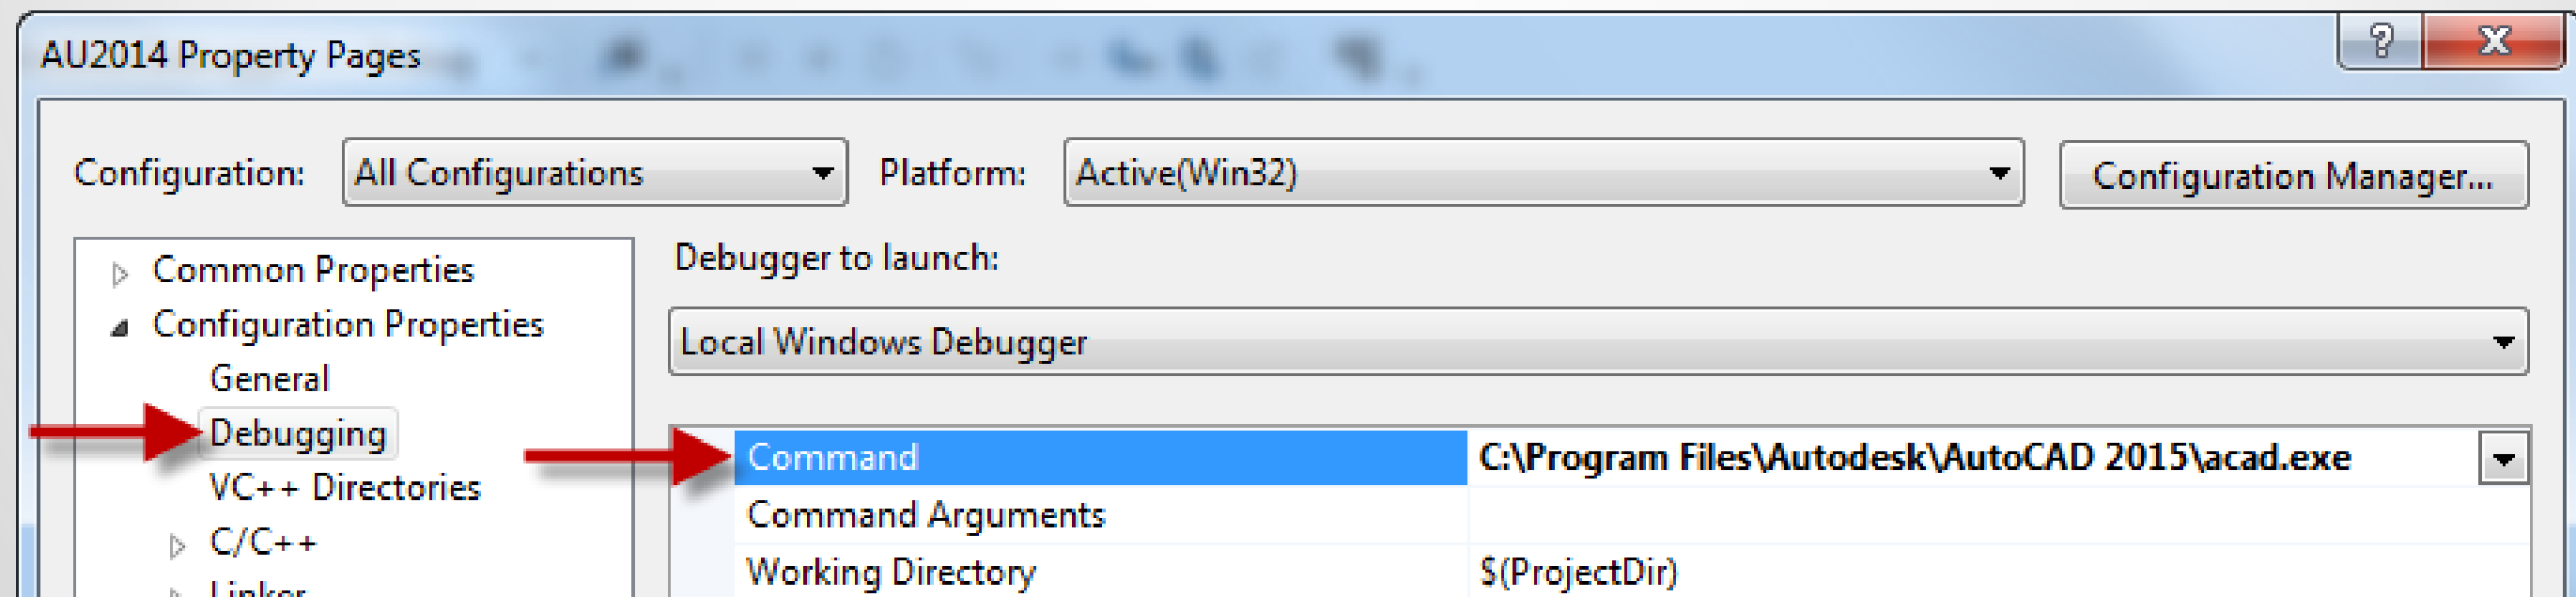 AU2014 Property Pages
Configuration: All Configurations Platform: Active(Win32) Configuration Manager...
Common Properties
Configuration Properties
General
Debugging
VC++ Directories
C/C++
Linker
Debugger to launch:
Local Windows Debugger
Command C:\Program Files\Autodesk\AutoCAD 2015\acad.exe
Command Arguments
Working Directory $(ProjectDir)